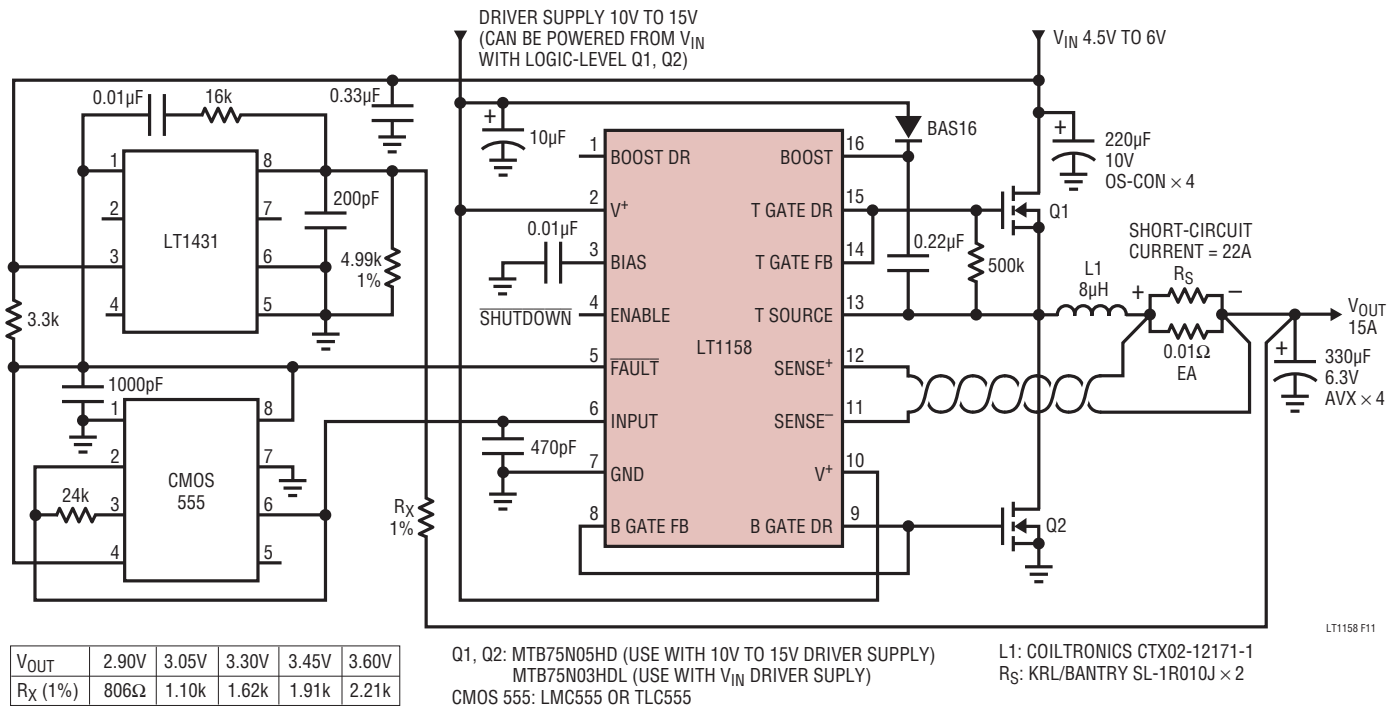 DRIVER SUPPLY 10V TO 15V
(CAN BE POWERED FROM VIN
WITH LOGIC-LEVEL Q1, Q2)
VIN 4.5V TO 6V
0.01µF
16k
0.33µF
+
10µF
BAS16
+
220µF
10V
OS-CON × 4
1
2
3
4
8
7
6
5
LT1431
200pF
4.99k
1%
3.3k
1000pF
1
2
3
4
8
7
6
5
CMOS
555
24k
RX
1%
0.01µF
SHUTDOWN
470pF
1
2
3
4
5
6
7
8
BOOST DR
V+
BIAS
ENABLE
FAULT
INPUT
GND
B GATE FB
LT1158
BOOST
T GATE DR
T GATE FB
T SOURCE
SENSE+
SENSE–
V+
B GATE DR
16
15
14
13
12
11
10
9
0.22µF
500k
Q1
Q2
SHORT-CIRCUIT
CURRENT = 22A
RS
L1
8µH
+
–
0.01Ω
EA
VOUT
15A
+
330µF
6.3V
AVX × 4
LT1158 F11
VOUT 2.90V 3.05V 3.30V 3.45V 3.60V
RX (1%) 806Ω 1.10k 1.62k 1.91k 2.21k
Q1, Q2: MTB75N05HD (USE WITH 10V TO 15V DRIVER SUPPLY)
MTB75N03HDL (USE WITH VIN DRIVER SUPLY)
CMOS 555: LMC555 OR TLC555
L1: COILTRONICS CTX02-12171-1
RS: KRL/BANTRY SL-1R010J × 2